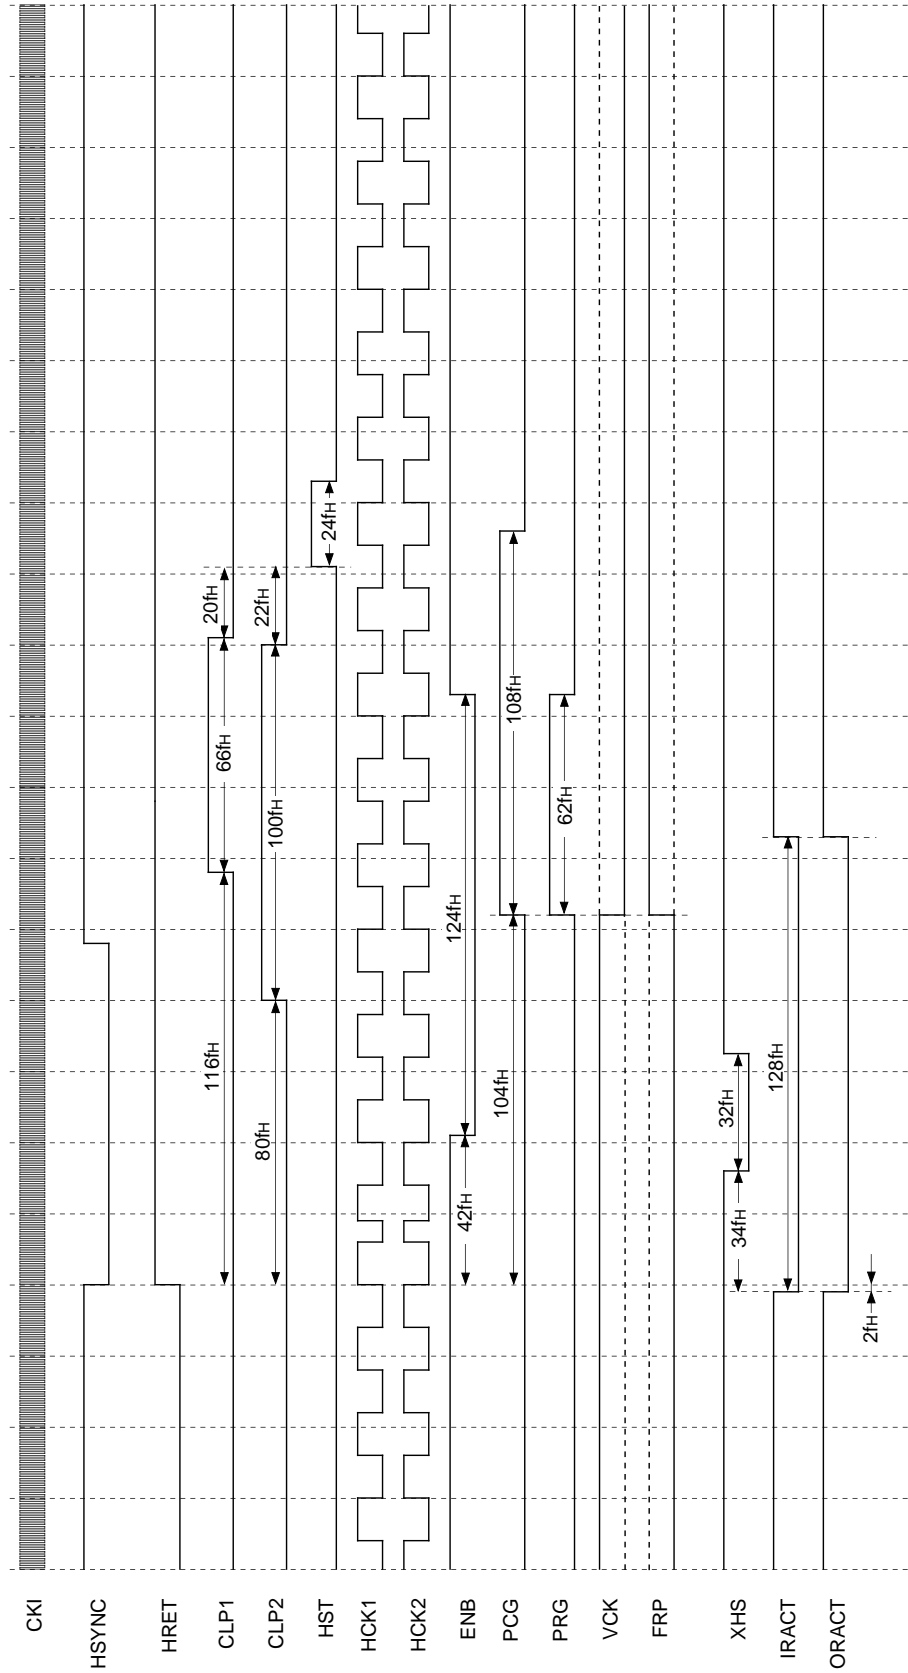 CKI
HSYNC
HRET
CLP1 116fH 66fH 20fH
CLP2 80fH 100fH 22fH
HST 24fH
HCK1
HCK2
ENB 42fH 124fH
PCG 104fH 108fH
PRG 62fH
VCK
FRP
XHS 34fH 32fH
IRACT 128fH
ORACT
2fH